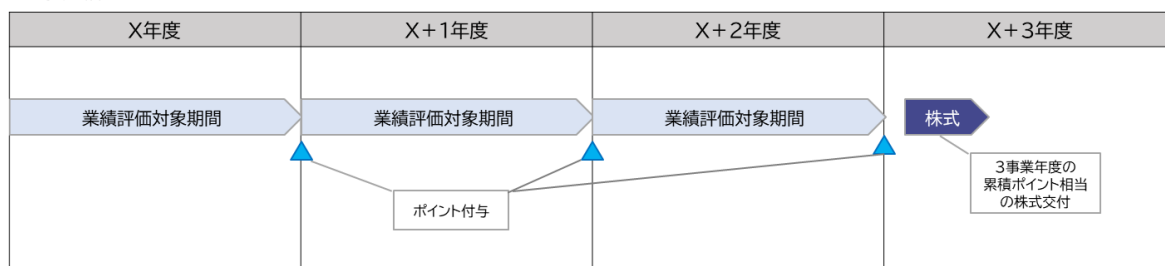 X年度
X+1年度
X+2年度
X+3年度
業績評価対象期間
業績評価対象期間
業績評価対象期間
株式
ポイント付与
3事業年度の
累積ポイント相当
の株式交付